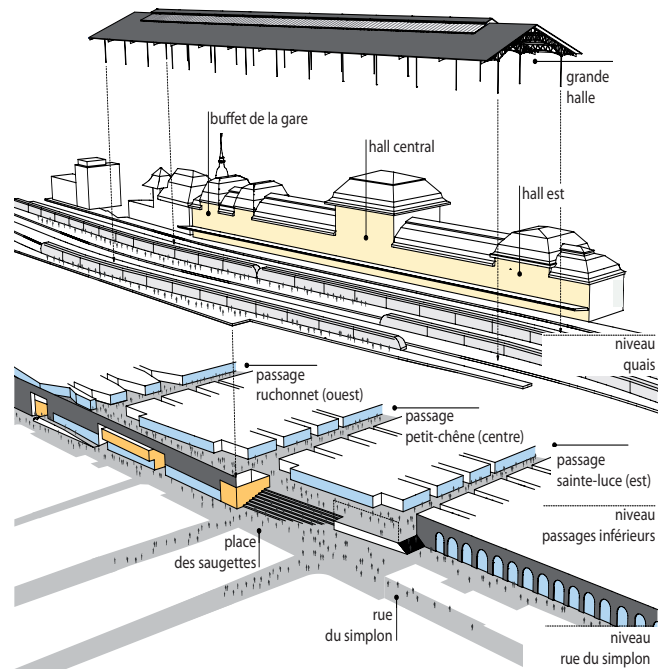 grande
halle
buffet de la gare
hall central
hall est
niveau
quais
passage
ruchonnet (ouest)
passage
petit-chêne (centre)
passage
sainte-luce (est)
niveau
passages inférieurs
place
des saugettes
rue
du simplon
niveau
rue du simplon